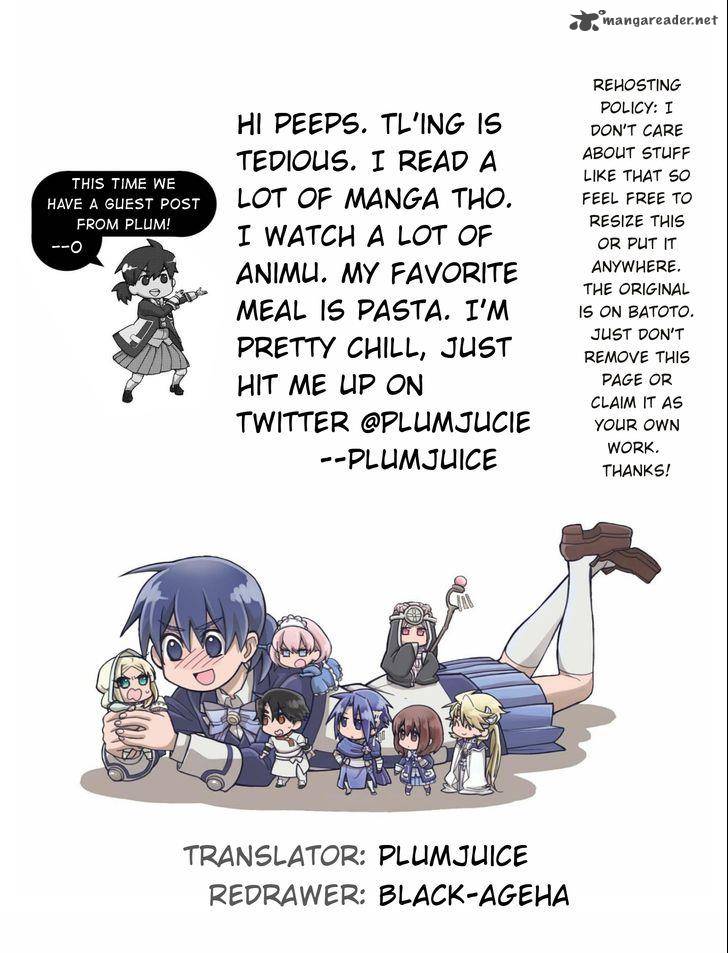 mangareader.net
THIS TIME WE
HAVE A GUEST POST
FROM PLUM!
--O
HI PEEPS. TL'ING IS
TEDIOUS. I READ A
LOT OF MANGA THO.
I WATCH A LOT OF
ANIMU. MY FAVORITE
MEAL IS PASTA. I'M
PRETTY CHILL, JUST
HIT ME UP ON
TWITTER @PLUMJUCIE
--PLUMJUICE
REHOSTING
POLICY: I
DON'T CARE
ABOUT STUFF
LIKE THAT SO
FEEL FREE TO
RESIZE THIS
OR PUT IT
ANYWHERE.
THE ORIGINAL
IS ON BATOTO.
JUST DON'T
REMOVE THIS
PAGE OR
CLAIM IT AS
YOUR OWN
WORK.
THANKS!
TRANSLATOR: PLUMJUICE
REDRAWER: BLACK-AGEHA